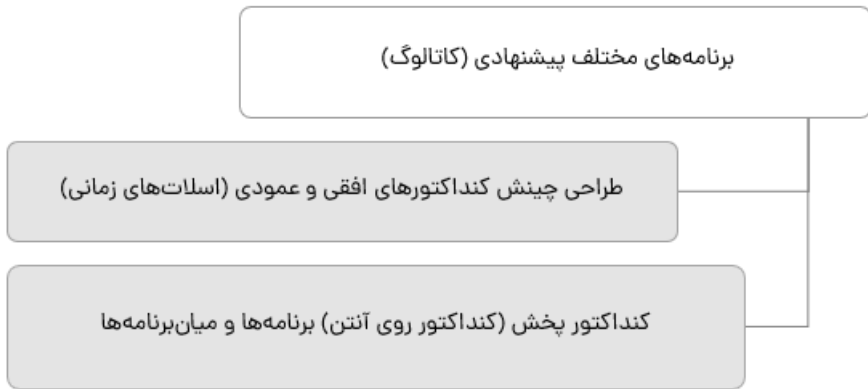 برنامه‌های مختلف پیشنهادی (کاتالوگ)
طراحی چینش کنداکتورهای افقی و عمودی (اسلات‌های زمانی)
کنداکتور پخش (کنداکتور روی آنتن) برنامه‌ها و میان‌برنامه‌ها